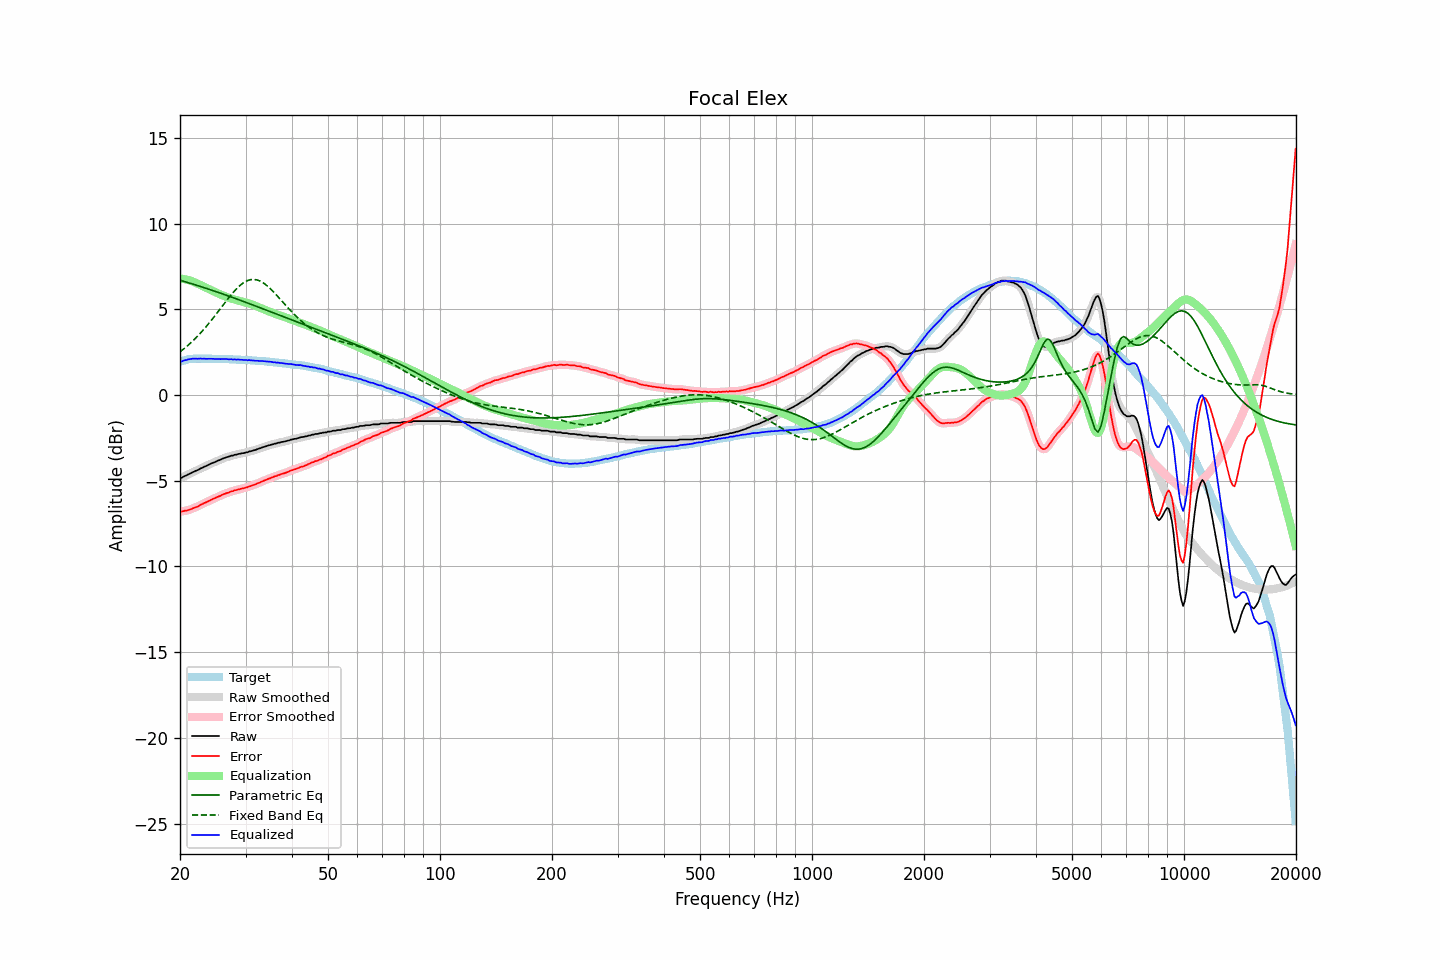 Focal Elex
Amplitude (dBr)
15
10
5
0
−5
−10
−15
−20
−25
Target
Raw Smoothed
Error Smoothed
Raw
Error
Equalization
Parametric Eq
Fixed Band Eq
Equalized
20 50 100 200 500 1000 2000 5000 10000 20000
Frequency (Hz)